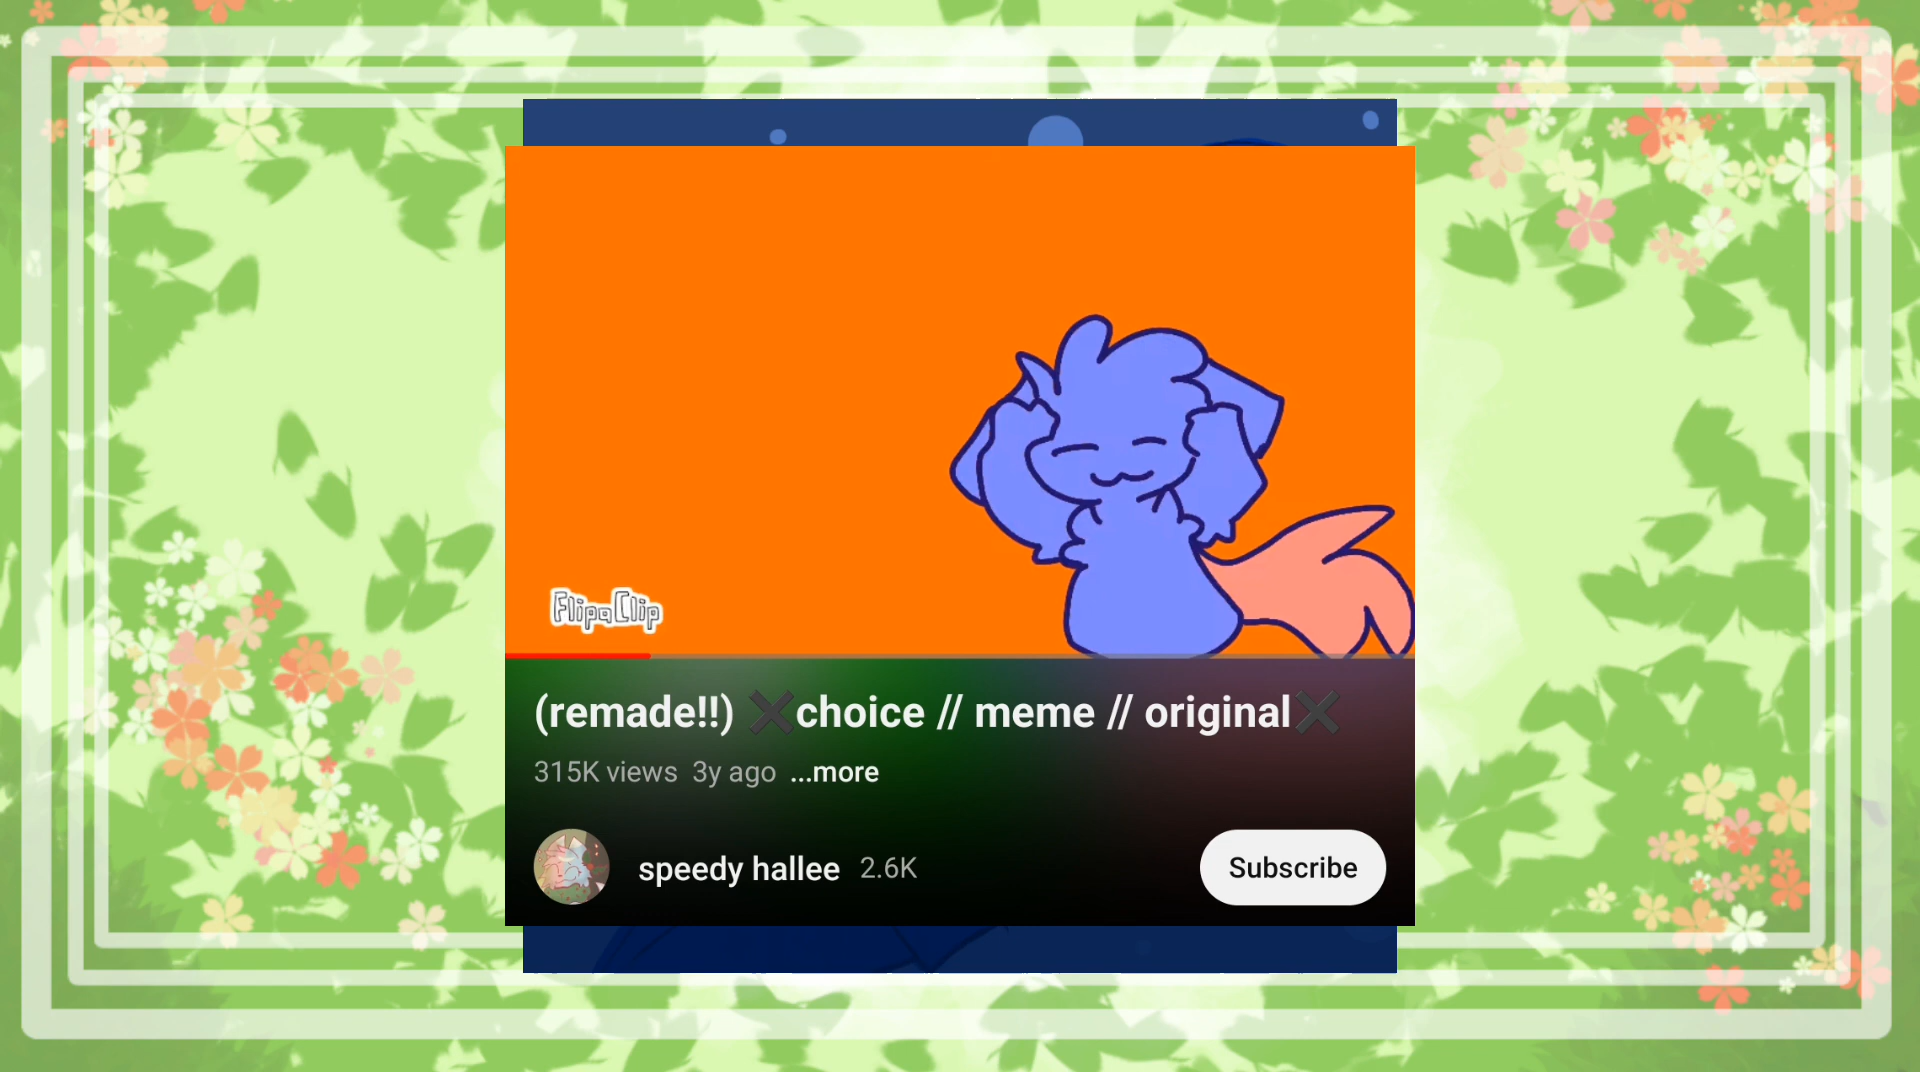 FlipaClip
(remade!!) ✖choice // meme // original✖
315K views 3y ago ...more
speedy hallee 2.6K
Subscribe